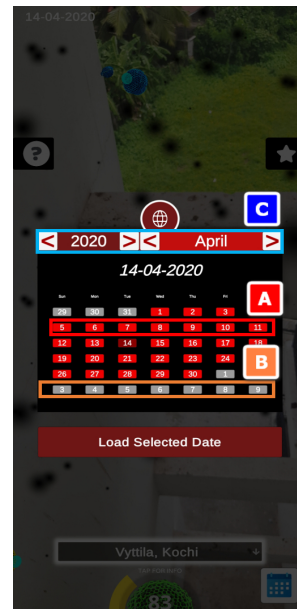 14-04-2020
?
C
< 2020 > < April >
14-04-2020
Sun Mon Tue Wed Thu Fri
A
29 30 31 1 2 3
5 6 7 8 9 10 11
12 13 14 15 16 17 18
B
19 20 21 22 23 24
26 27 28 29 30 1
3 4 5 6 7 8 9
Load Selected Date
Vyttila, Kochi
TAP FOR INFO
83